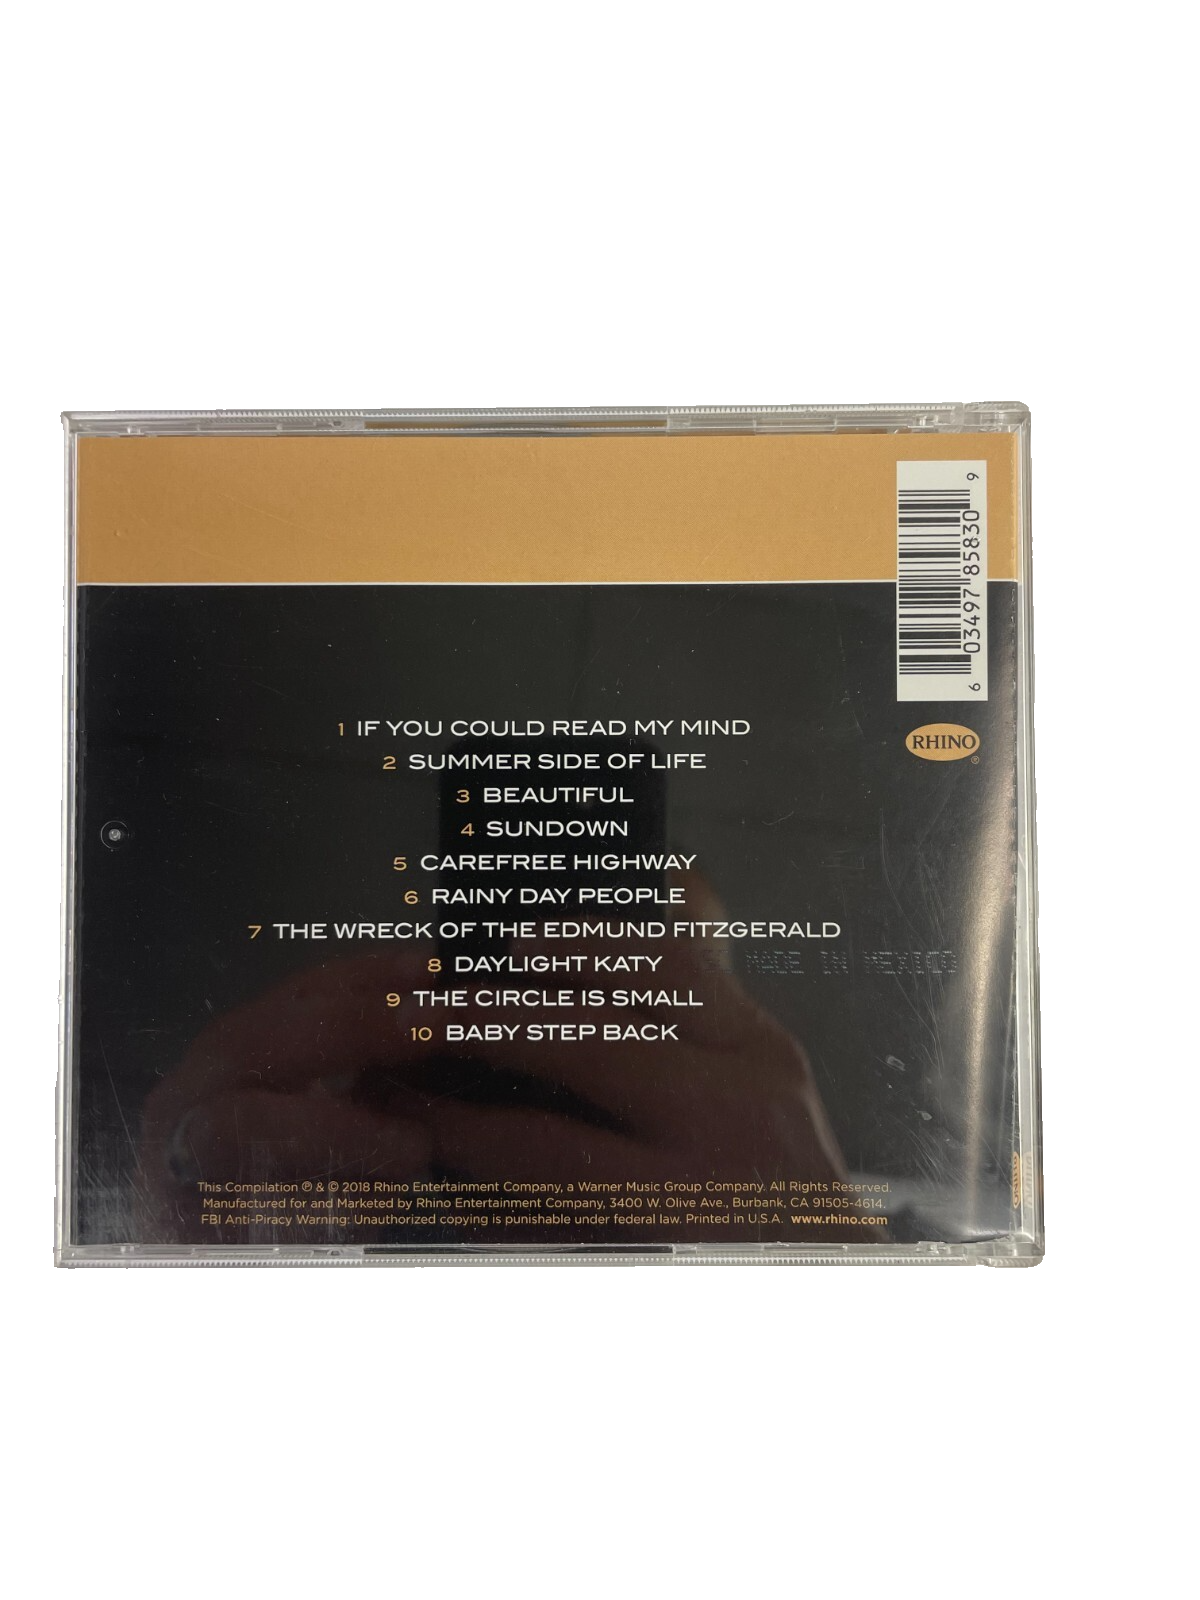 6 03497 85830 9
RHINO
®
1 IF YOU COULD READ MY MIND
2 SUMMER SIDE OF LIFE
3 BEAUTIFUL
4 SUNDOWN
5 CAREFREE HIGHWAY
6 RAINY DAY PEOPLE
7 THE WRECK OF THE EDMUND FITZGERALD
8 DAYLIGHT KATY
MADE IN MEXICO
9 THE CIRCLE IS SMALL
10 BABY STEP BACK
This Compilation ℗ & © 2018 Rhino Entertainment Company, a Warner Music Group Company. All Rights Reserved.
Manufactured for and Marketed by Rhino Entertainment Company, 3400 W. Olive Ave., Burbank, CA 91505-4614.
FBI Anti-Piracy Warning: Unauthorized copying is punishable under federal law. Printed in U.S.A. www.rhino.com